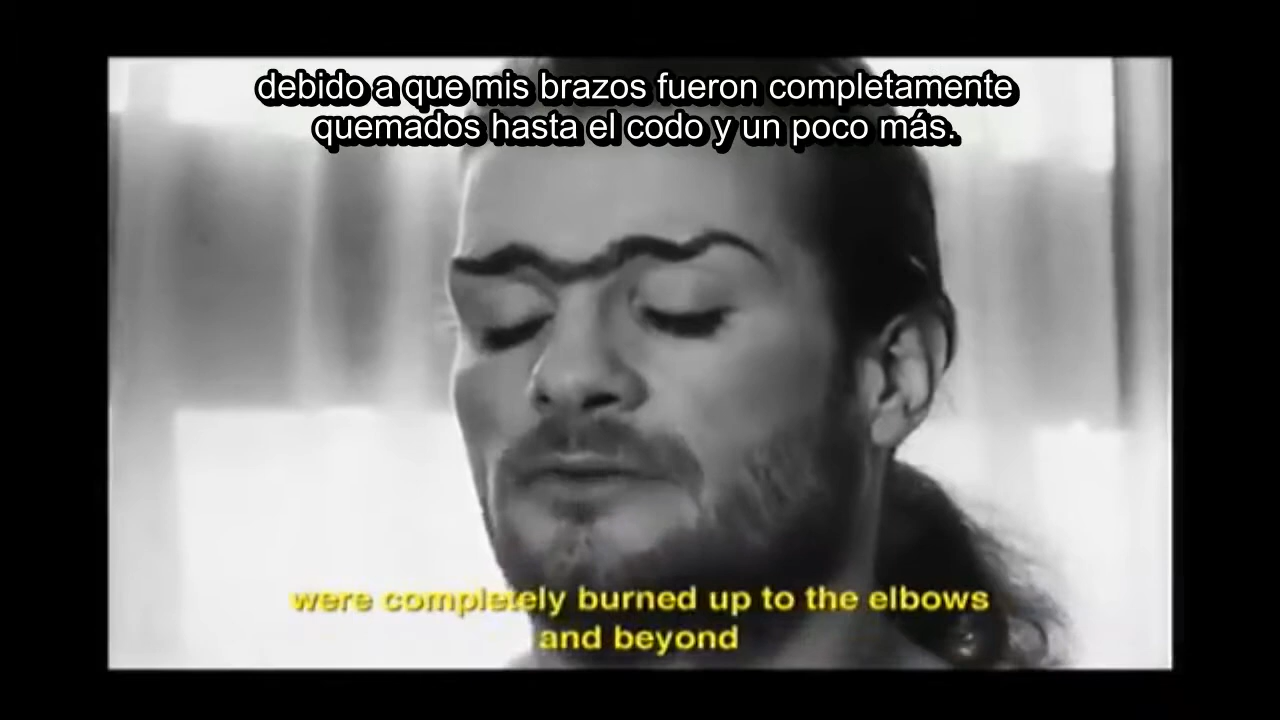 debido a que mis brazos fueron completamente
quemados hasta el codo y un poco más.
were completely burned up to the elbows
and beyond